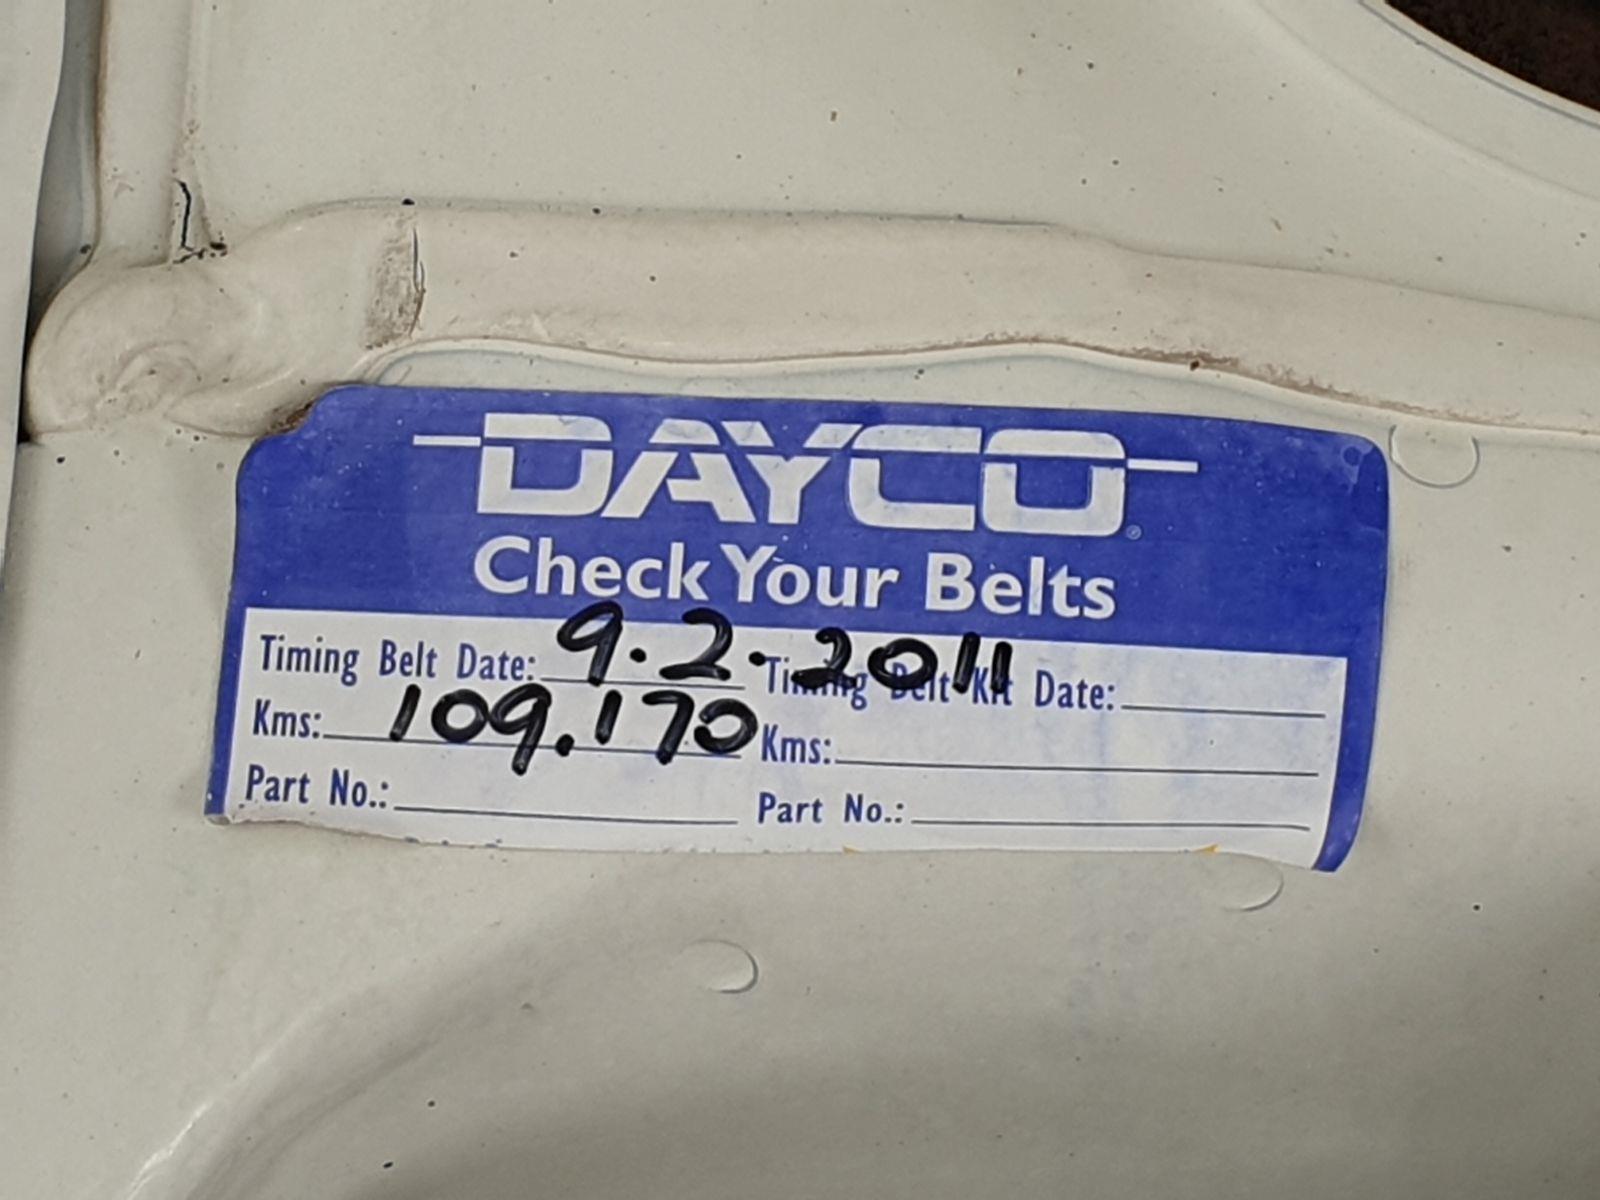 DAYCO®
Check Your Belts
Timing Belt Date: 9.2.2011 Timing Belt Kit Date:
Kms: 109.170 Kms:
Part No.: Part No.: